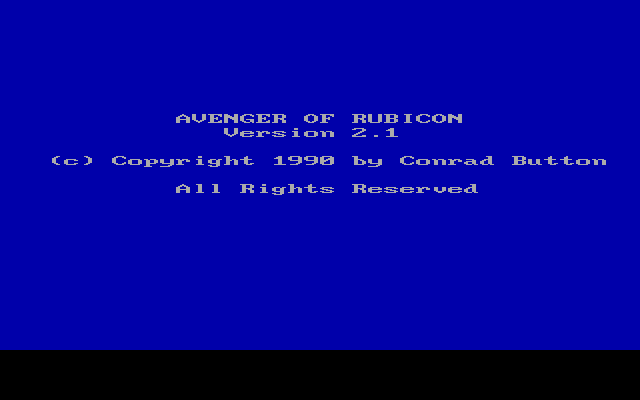 AVENGER OF RUBICON
Version 2.1
(c) Copyright 1990 by Conrad Button
All Rights Reserved